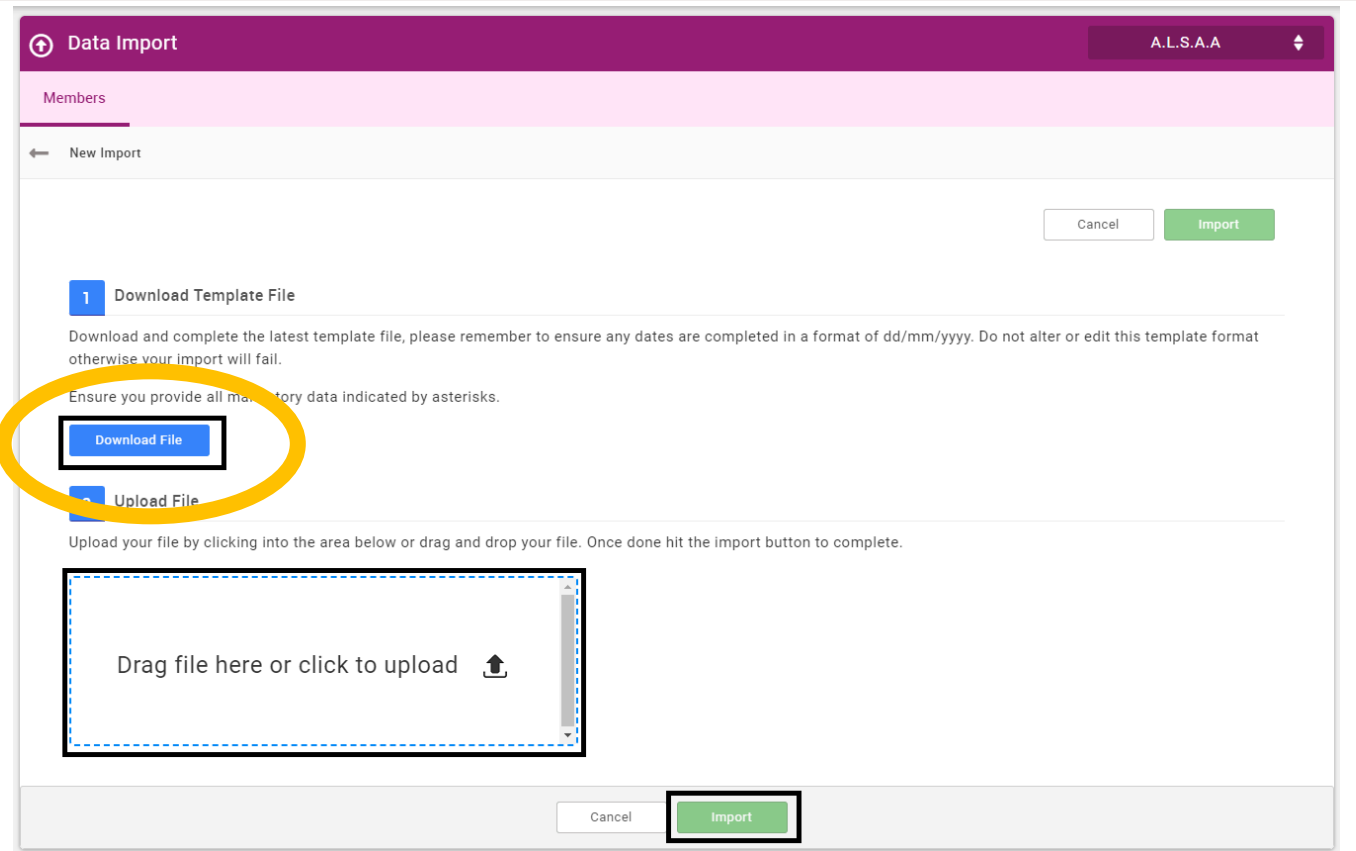 Data Import
A.L.S.A.A
Members
New Import
Cancel
Import
1
Download Template File
Download and complete the latest template file, please remember to ensure any dates are completed in a format of dd/mm/yyyy. Do not alter or edit this template format
otherwise your import will fail.
Ensure you provide all mandatory data indicated by asterisks.
Download File
2
Upload File
Upload your file by clicking into the area below or drag and drop your file. Once done hit the import button to complete.
Drag file here or click to upload
Cancel
Import